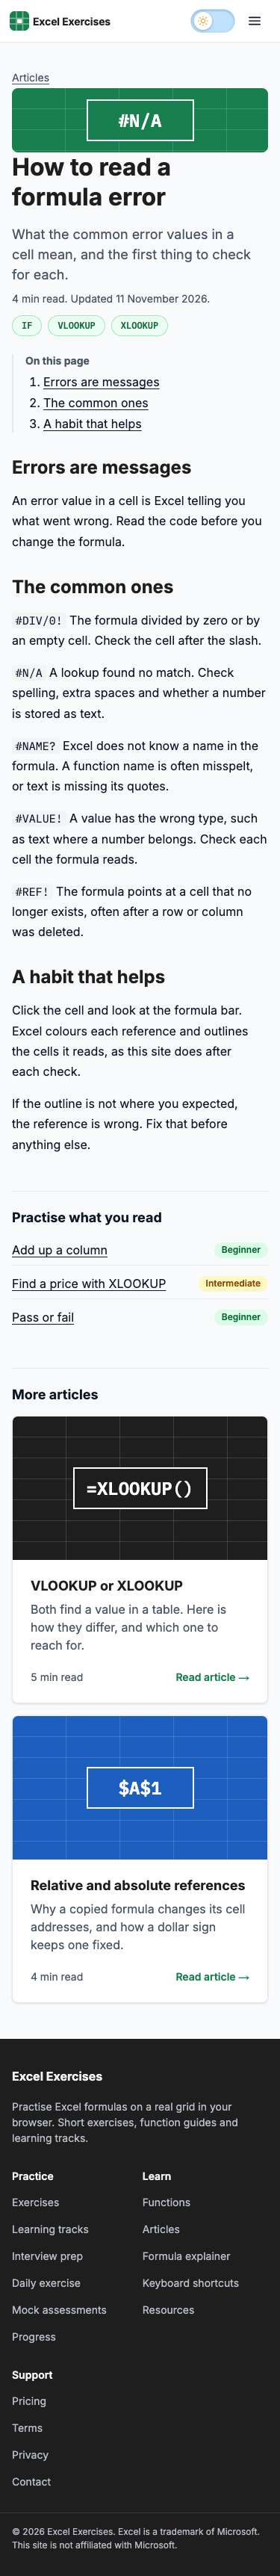 Excel Exercises
Articles
#N/A
How to read a
formula error
What the common error values in a
cell mean, and the first thing to check
for each.
4 min read. Updated 11 November 2026.
IF VLOOKUP XLOOKUP
On this page
1. Errors are messages
2. The common ones
3. A habit that helps
Errors are messages
An error value in a cell is Excel telling you
what went wrong. Read the code before you
change the formula.
The common ones
#DIV/0! The formula divided by zero or by
an empty cell. Check the cell after the slash.
#N/A A lookup found no match. Check
spelling, extra spaces and whether a number
is stored as text.
#NAME? Excel does not know a name in the
formula. A function name is often misspelt,
or text is missing its quotes.
#VALUE! A value has the wrong type, such
as text where a number belongs. Check each
cell the formula reads.
#REF! The formula points at a cell that no
longer exists, often after a row or column
was deleted.
A habit that helps
Click the cell and look at the formula bar.
Excel colours each reference and outlines
the cells it reads, as this site does after
each check.
If the outline is not where you expected,
the reference is wrong. Fix that before
anything else.
Practise what you read
Add up a column Beginner
Find a price with XLOOKUP Intermediate
Pass or fail Beginner
More articles
=XLOOKUP()
VLOOKUP or XLOOKUP
Both find a value in a table. Here is
how they differ, and which one to
reach for.
5 min read Read article →
$A$1
Relative and absolute references
Why a copied formula changes its cell
addresses, and how a dollar sign
keeps one fixed.
4 min read Read article →
Excel Exercises
Practise Excel formulas on a real grid in your
browser. Short exercises, function guides and
learning tracks.
Practice Learn
Exercises Functions
Learning tracks Articles
Interview prep Formula explainer
Daily exercise Keyboard shortcuts
Mock assessments Resources
Progress
Support
Pricing
Terms
Privacy
Contact
© 2026 Excel Exercises. Excel is a trademark of Microsoft.
This site is not affiliated with Microsoft.